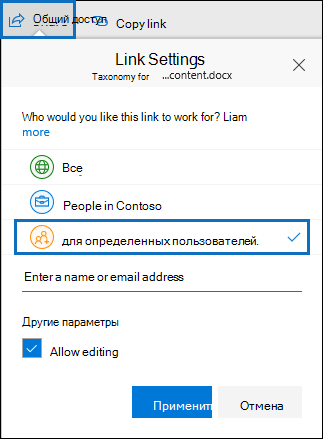 Общий доступ Copy link
Link Settings
Taxonomy for ...content.docx
Who would you like this link to work for? Liam
more
Все
People in Contoso
для определенных пользователей.
Enter a name or email address
Другие параметры
Allow editing
Применить Отмена